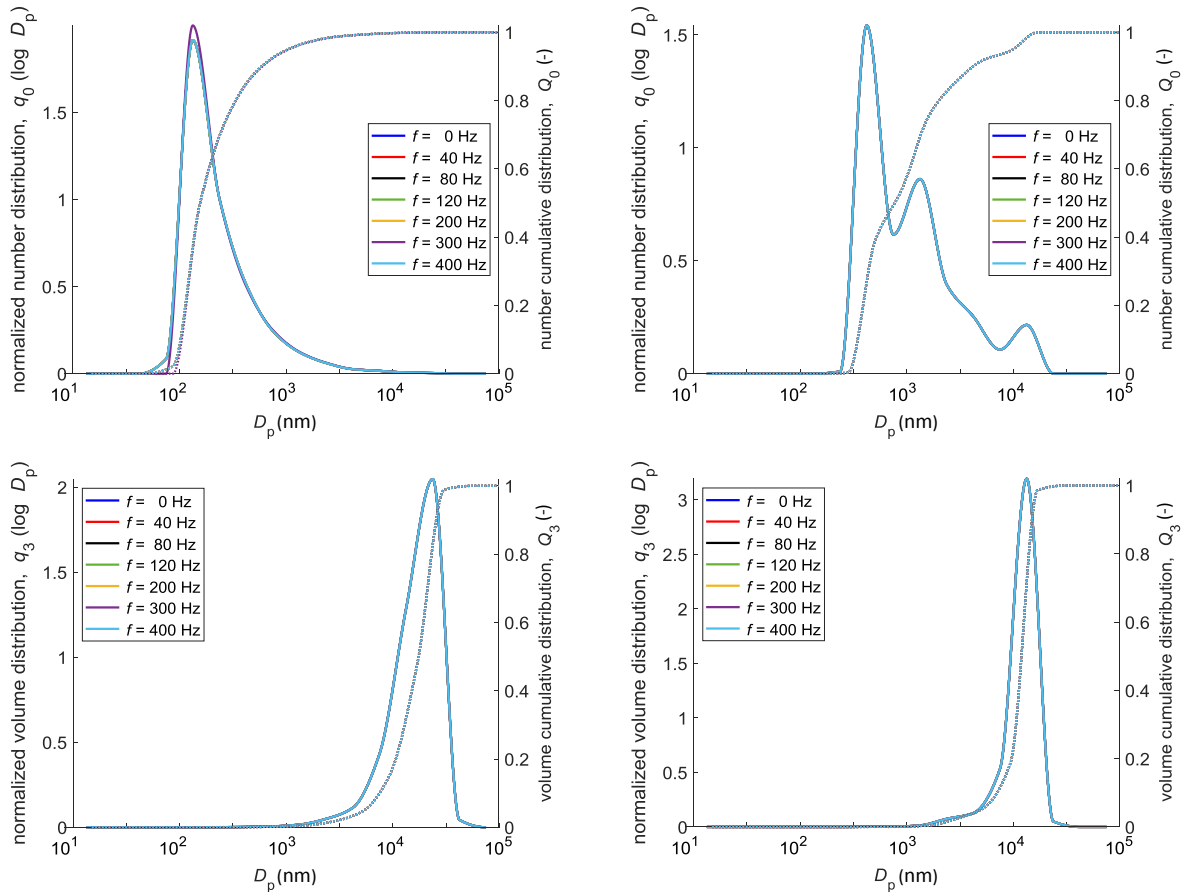 normalized number distribution, q0 (log Dp)
1.5
1
0.5
0
1
0.8
0.6
0.4
0.2
0
number cumulative distribution, Q0 (-)
f = 0 Hz
f = 40 Hz
f = 80 Hz
f = 120 Hz
f = 200 Hz
f = 300 Hz
f = 400 Hz
10^1
10^2
10^3
10^4
10^5
Dp (nm)
normalized number distribution, q0 (log Dp)
1.5
1
0.5
0
1
0.8
0.6
0.4
0.2
0
number cumulative distribution, Q0 (-)
f = 0 Hz
f = 40 Hz
f = 80 Hz
f = 120 Hz
f = 200 Hz
f = 300 Hz
f = 400 Hz
10^1
10^2
10^3
10^4
10^5
Dp (nm)
normalized volume distribution, q3 (log Dp)
2
1.5
1
0.5
0
f = 0 Hz
f = 40 Hz
f = 80 Hz
f = 120 Hz
f = 200 Hz
f = 300 Hz
f = 400 Hz
1
0.8
0.6
0.4
0.2
0
volume cumulative distribution, Q3 (-)
10^1
10^2
10^3
10^4
10^5
Dp (nm)
normalized volume distribution, q3 (log Dp)
3
2.5
2
1.5
1
0.5
0
f = 0 Hz
f = 40 Hz
f = 80 Hz
f = 120 Hz
f = 200 Hz
f = 300 Hz
f = 400 Hz
1
0.8
0.6
0.4
0.2
0
volume cumulative distribution, Q3 (-)
10^1
10^2
10^3
10^4
10^5
Dp (nm)